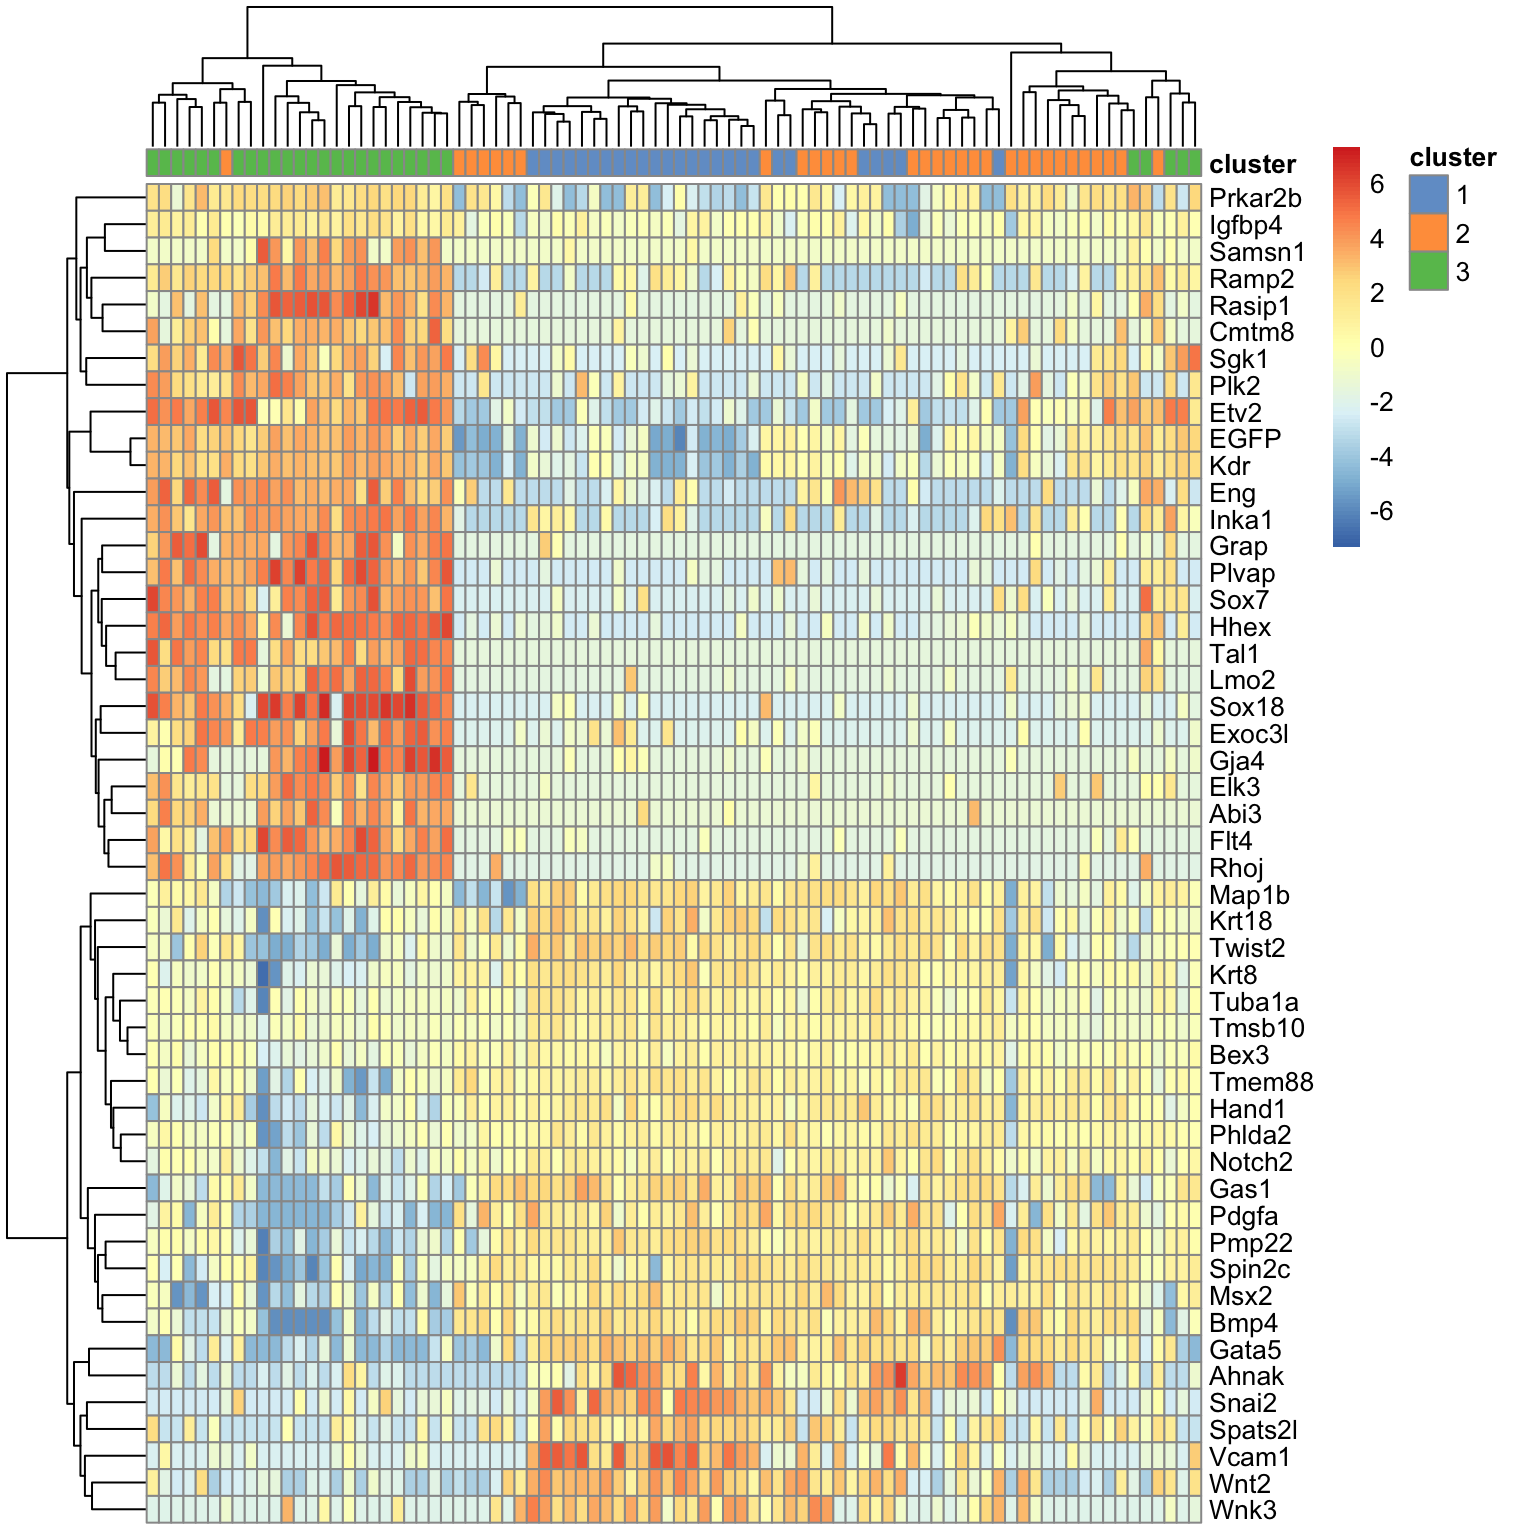 cluster
Prkar2b
Igfbp4
Samsn1
Ramp2
Rasip1
Cmtm8
Sgk1
Plk2
Etv2
EGFP
Kdr
Eng
Inka1
Grap
Plvap
Sox7
Hhex
Tal1
Lmo2
Sox18
Exoc3l
Gja4
Elk3
Abi3
Flt4
Rhoj
Map1b
Krt18
Twist2
Krt8
Tuba1a
Tmsb10
Bex3
Tmem88
Hand1
Phlda2
Notch2
Gas1
Pdgfa
Pmp22
Spin2c
Msx2
Bmp4
Gata5
Ahnak
Snai2
Spats2l
Vcam1
Wnt2
Wnk3
6
4
2
0
-2
-4
-6
cluster
1
2
3